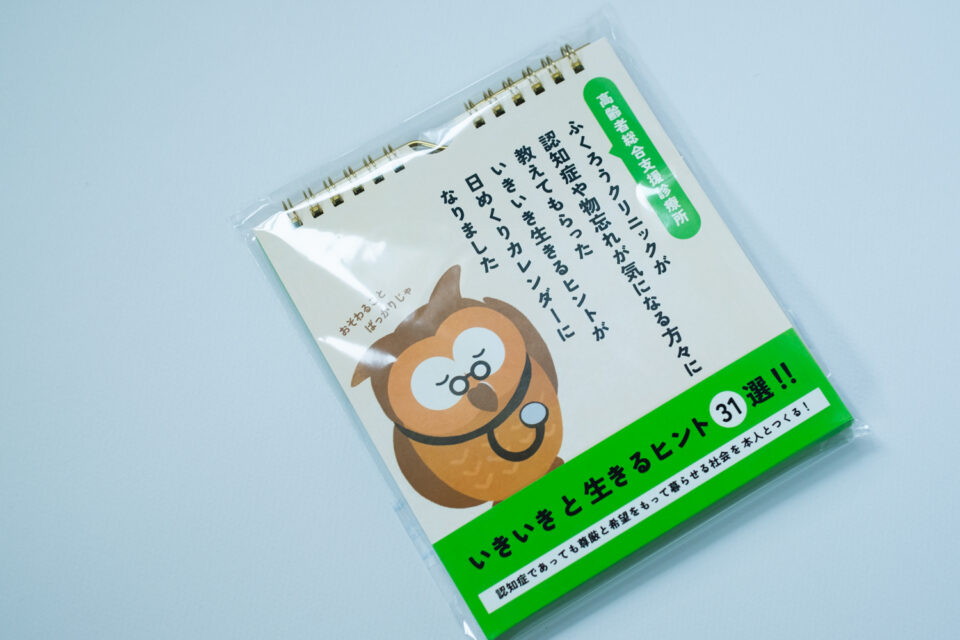 高齢者総合支援診療所
ふくろうクリニックが
認知症や物忘れが気になる方々に
教えてもらった
いきいき生きるヒントが
日めくりカレンダーに
なりました
おそわること
ばっかりじゃ
いきいきと生きるヒント31選!!
認知症であっても尊厳と希望をもって暮らせる社会を本人とつくる!